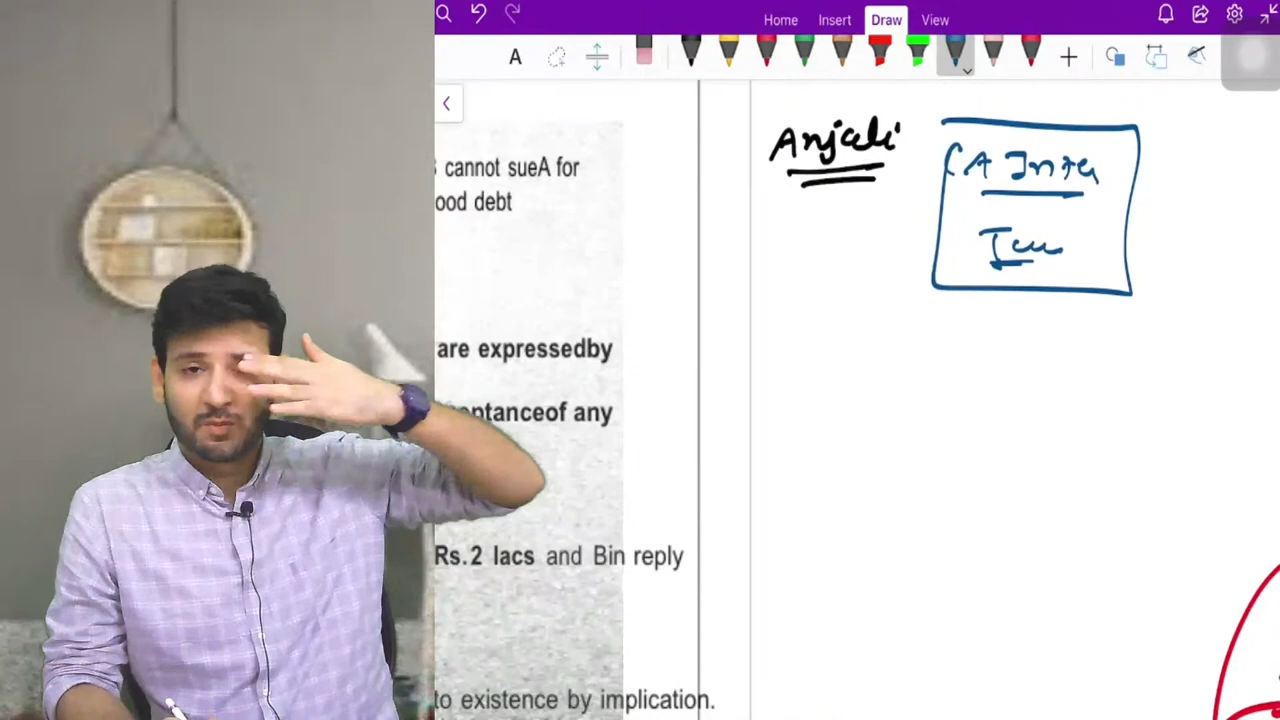 Home Insert Draw View
A
cannot sueA for
ood debt
are expressedby
eptanceof any
Rs.2 lacs and Bin reply
to existence by implication.
Anjali
CA Inter